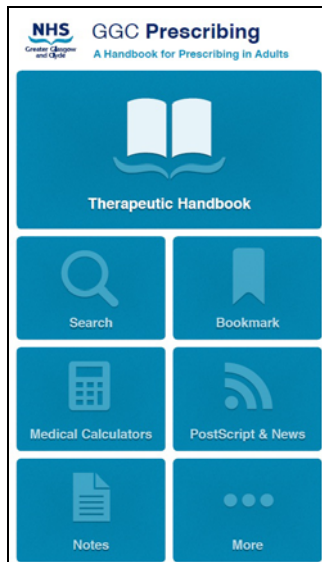 NHS
Greater Glasgow
and Clyde
GGC Prescribing
A Handbook for Prescribing in Adults
Therapeutic Handbook
Search
Bookmark
Medical Calculators
PostScript & News
Notes
More